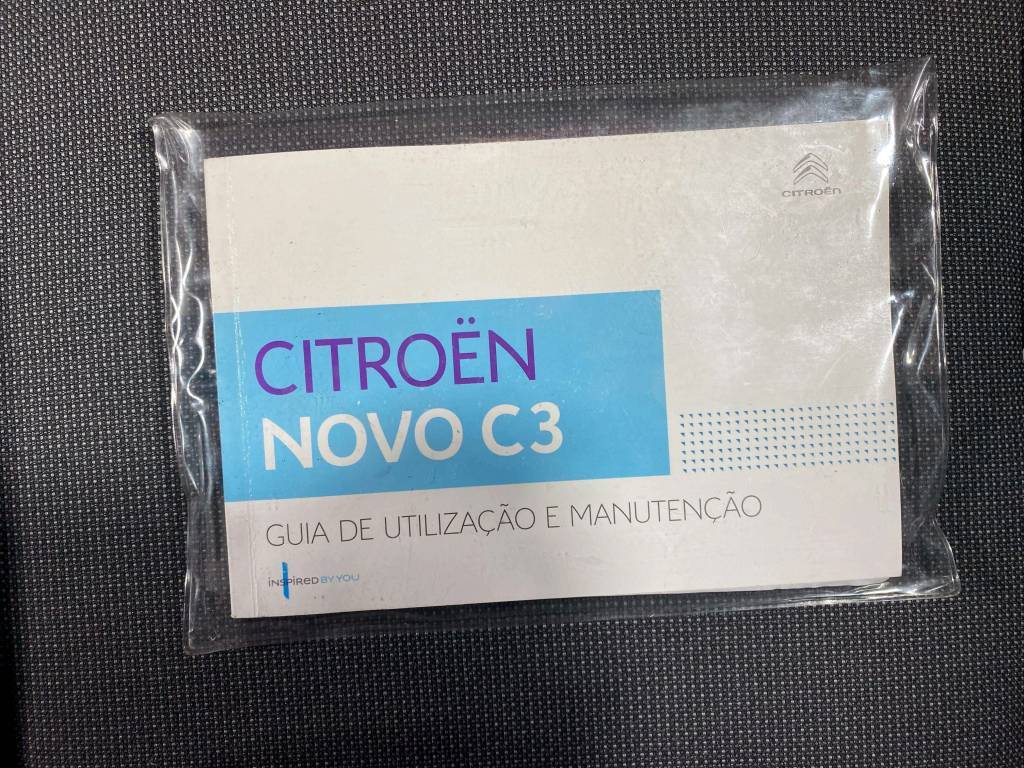 CITROËN
CITROËN
NOVO C3
GUIA DE UTILIZAÇÃO E MANUTENÇÃO
INSPIRED BY YOU